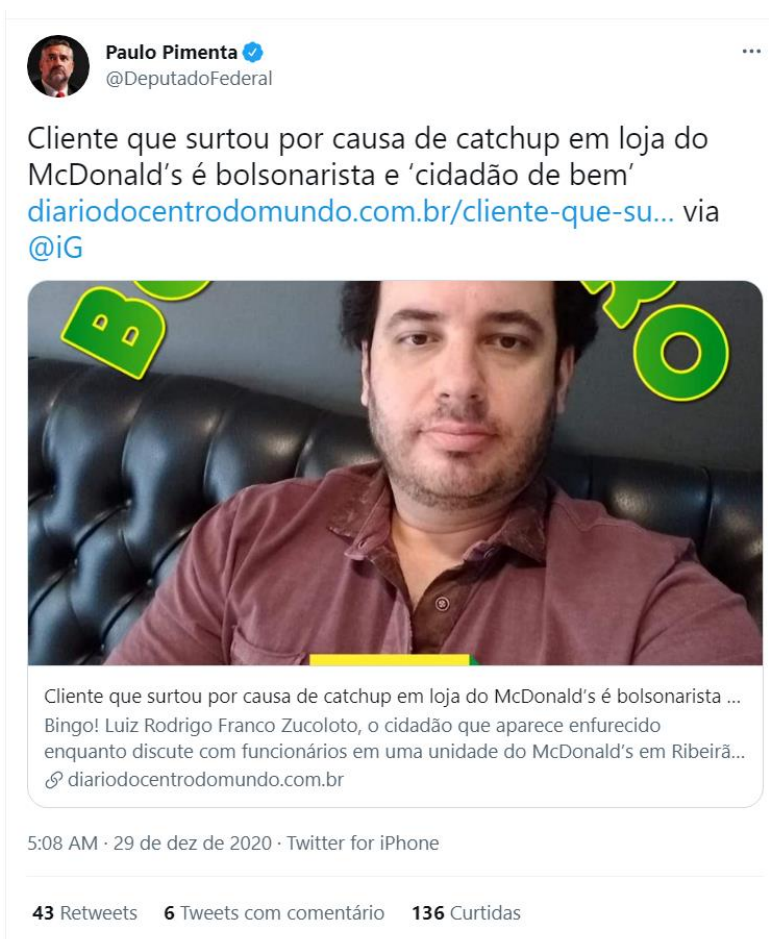 Paulo Pimenta
@DeputadoFederal
Cliente que surtou por causa de catchup em loja do
McDonald's é bolsonarista e ‘cidadão de bem’
diariodocentrodomundo.com.br/cliente-que-su... via
@iG
BO
RO
Cliente que surtou por causa de catchup em loja do McDonald's é bolsonarista ...
Bingo! Luiz Rodrigo Franco Zucoloto, o cidadão que aparece enfurecido
enquanto discute com funcionários em uma unidade do McDonald's em Ribeirã...
diariodocentrodomundo.com.br
5:08 AM · 29 de dez de 2020 · Twitter for iPhone
43 Retweets 6 Tweets com comentário 136 Curtidas